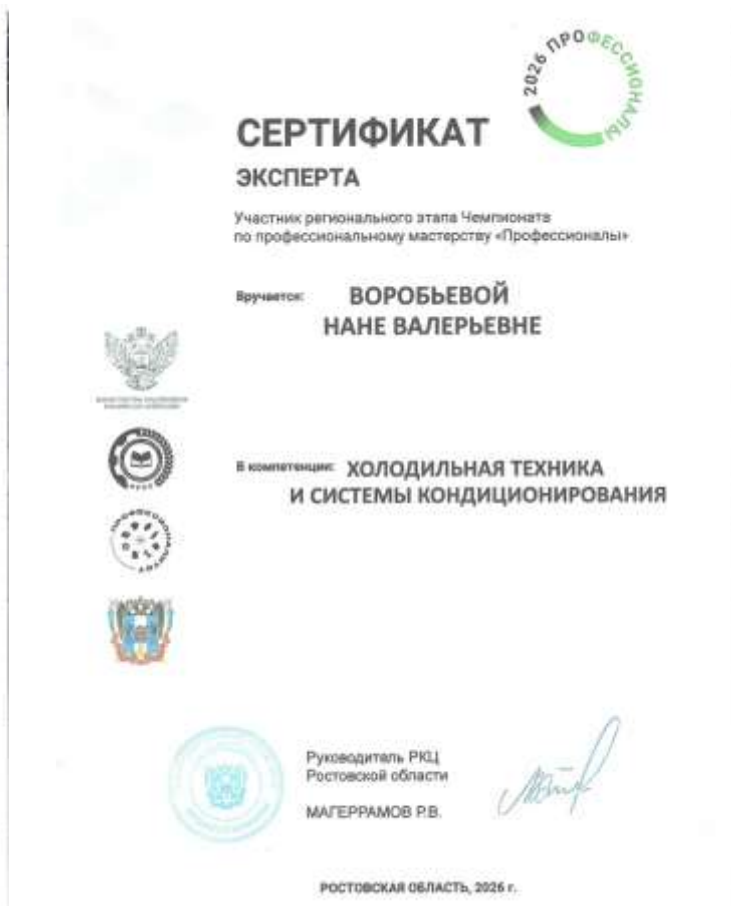 2026 ПРОФЕССИОНАЛЫ
СЕРТИФИКАТ
ЭКСПЕРТА
Участник регионального этапа Чемпионата
по профессиональному мастерству «Профессионалы»
Вручается: ВОРОБЬЕВОЙ
НАНЕ ВАЛЕРЬЕВНЕ
В компетенции: ХОЛОДИЛЬНАЯ ТЕХНИКА
И СИСТЕМЫ КОНДИЦИОНИРОВАНИЯ
Руководитель РКЦ
Ростовской области
МАГЕРРАМОВ Р.В.
РОСТОВСКАЯ ОБЛАСТЬ, 2026 г.